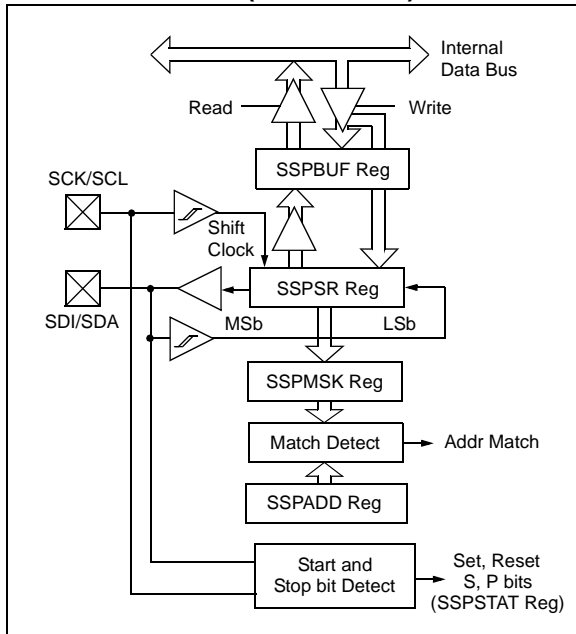 Internal
Data Bus
Read
Write
SSPBUF Reg
SCK/SCL
Shift
Clock
SSPSR Reg
SDI/SDA
MSb
LSb
SSPMSK Reg
Match Detect
Addr Match
SSPADD Reg
Start and
Stop bit Detect
Set, Reset
S, P bits
(SSPSTAT Reg)